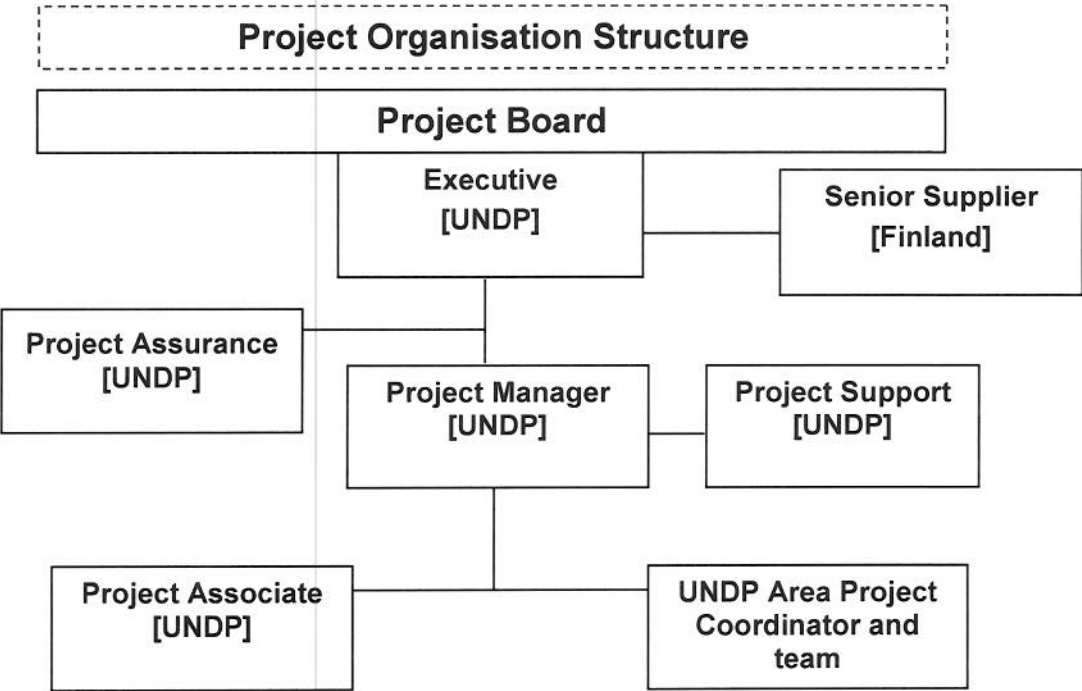 Project Organisation Structure
Project Board
Executive
[UNDP]
Senior Supplier
[Finland]
Project Assurance
[UNDP]
Project Manager
[UNDP]
Project Support
[UNDP]
Project Associate
[UNDP]
UNDP Area Project
Coordinator and
team